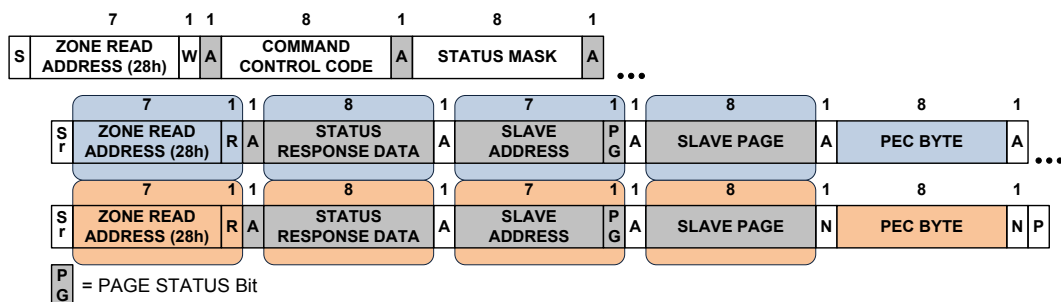 7 1 1 8 1 8 1
S ZONE READ ADDRESS (28h) W A COMMAND CONTROL CODE A STATUS MASK A ...
7 1 1 8 1 7 1 1 8 1 8 1
Sr ZONE READ ADDRESS (28h) R A STATUS RESPONSE DATA A SLAVE ADDRESS PG A SLAVE PAGE A PEC BYTE A ...
7 1 1 8 1 7 1 1 8 1 8 1
Sr ZONE READ ADDRESS (28h) R A STATUS RESPONSE DATA A SLAVE ADDRESS PG A SLAVE PAGE N PEC BYTE N P
PG = PAGE STATUS Bit